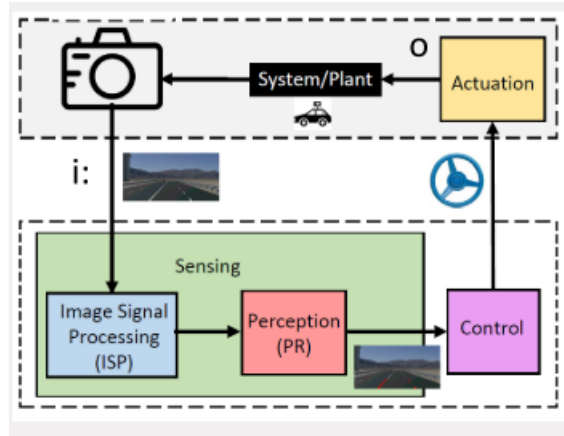 O
System/Plant
Actuation
i:
Sensing
Image Signal
Processing
(ISP)
Perception
(PR)
Control